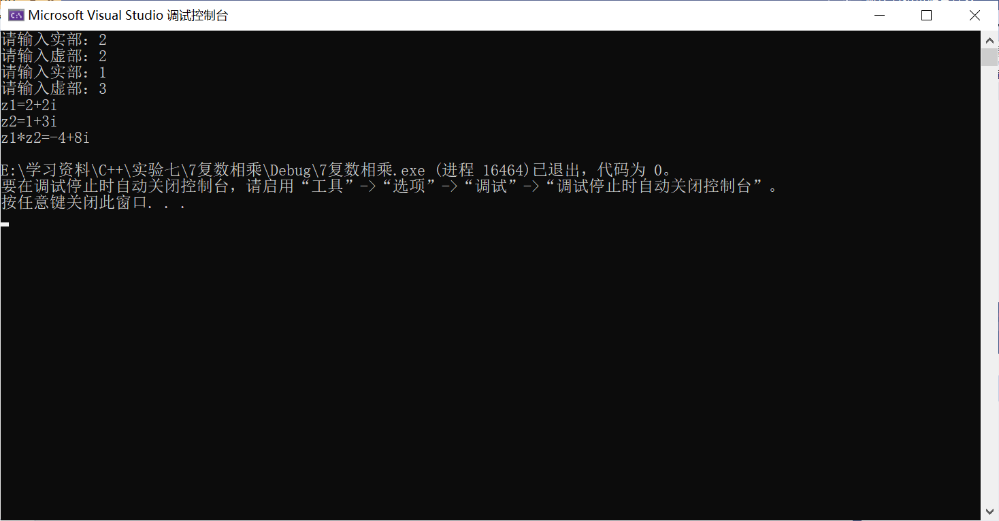 Microsoft Visual Studio 调试控制台
请输入实部：2
请输入虚部：2
请输入实部：1
请输入虚部：3
z1=2+2i
z2=1+3i
z1*z2=-4+8i
E:\学习资料\C++\实验七\7复数相乘\Debug\7复数相乘.exe (进程 16464)已退出，代码为 0。
要在调试停止时自动关闭控制台，请启用“工具”->“选项”->“调试”->“调试停止时自动关闭控制台”。
按任意键关闭此窗口. . .